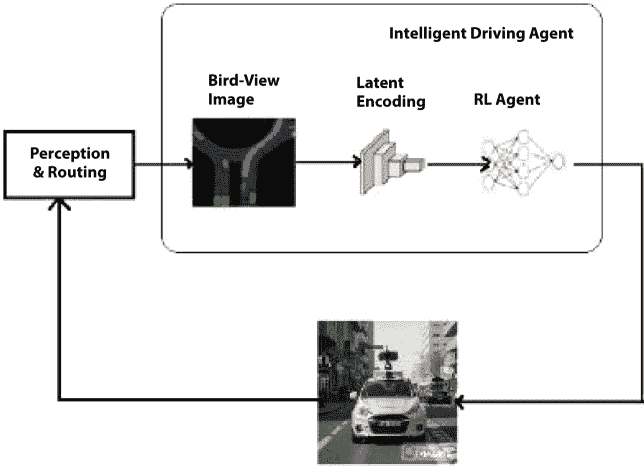 Intelligent Driving Agent
Bird-View
Image
Latent
Encoding
RL Agent
Perception
& Routing